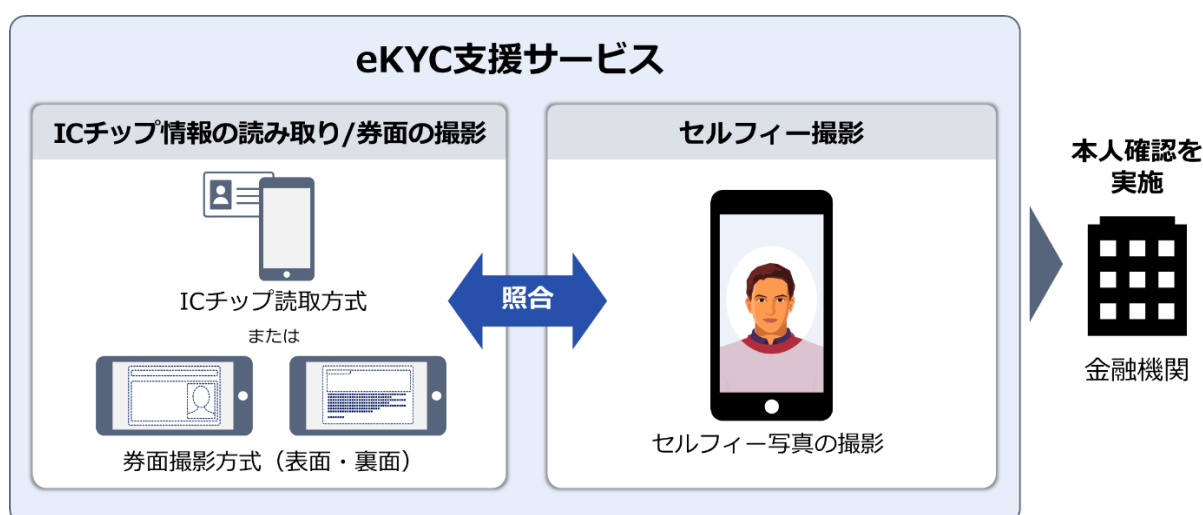 eKYC支援サービス
ICチップ情報の読み取り/券面の撮影
ICチップ読取方式
または
券面撮影方式（表面・裏面）
照合
セルフィー撮影
セルフィー写真の撮影
本人確認を
実施
金融機関